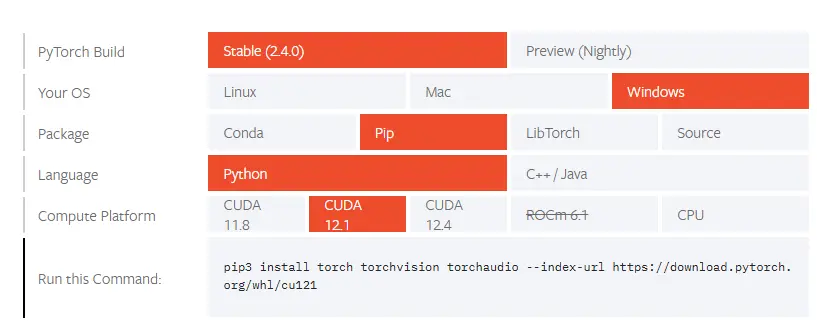 PyTorch Build Stable (2.4.0) Preview (Nightly)
Your OS Linux Mac Windows
Package Conda Pip LibTorch Source
Language Python C++ / Java
Compute Platform CUDA 11.8 CUDA 12.1 CUDA 12.4 ROCm 6.1 CPU
Run this Command: pip3 install torch torchvision torchaudio --index-url https://download.pytorch.
org/whl/cu121